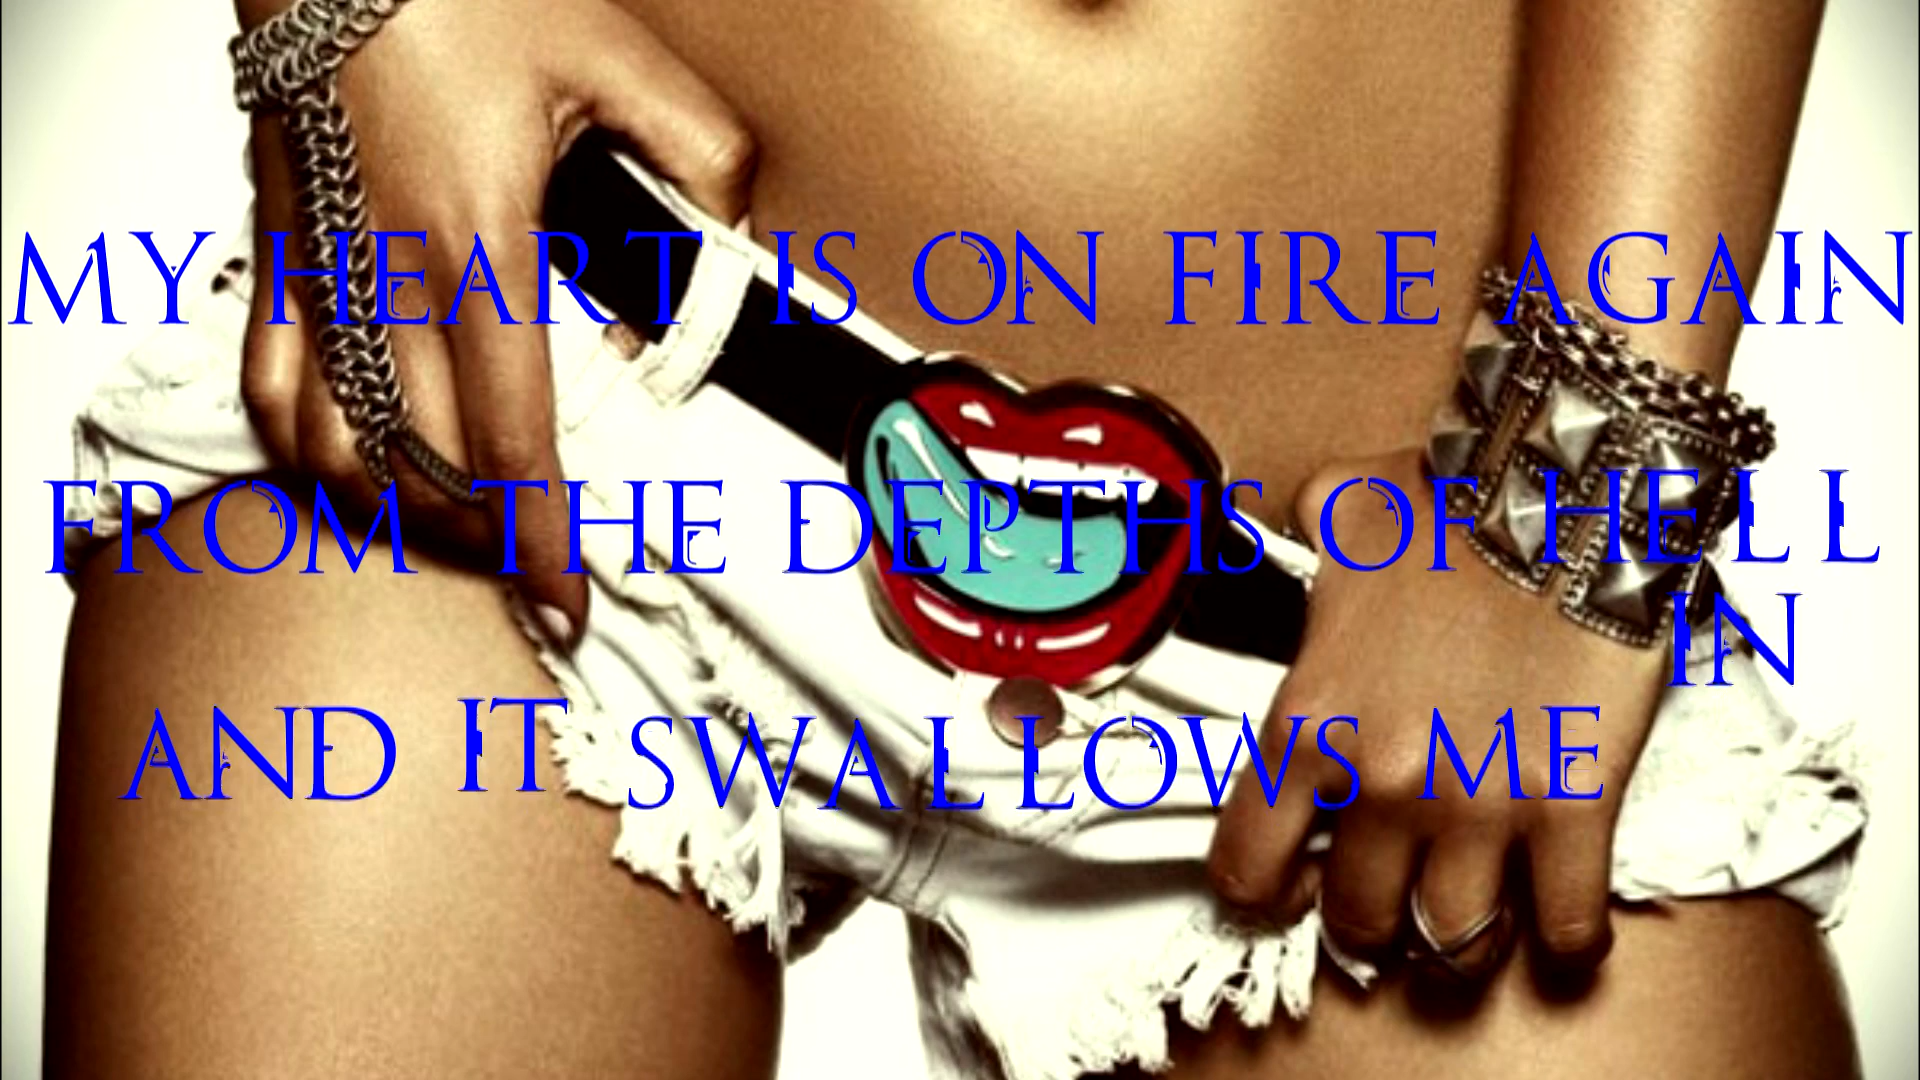 MY HEART IS ON FIRE AGAIN
FROM THE DEPTHS OF HELL
AND IT SWALLOWS ME IN